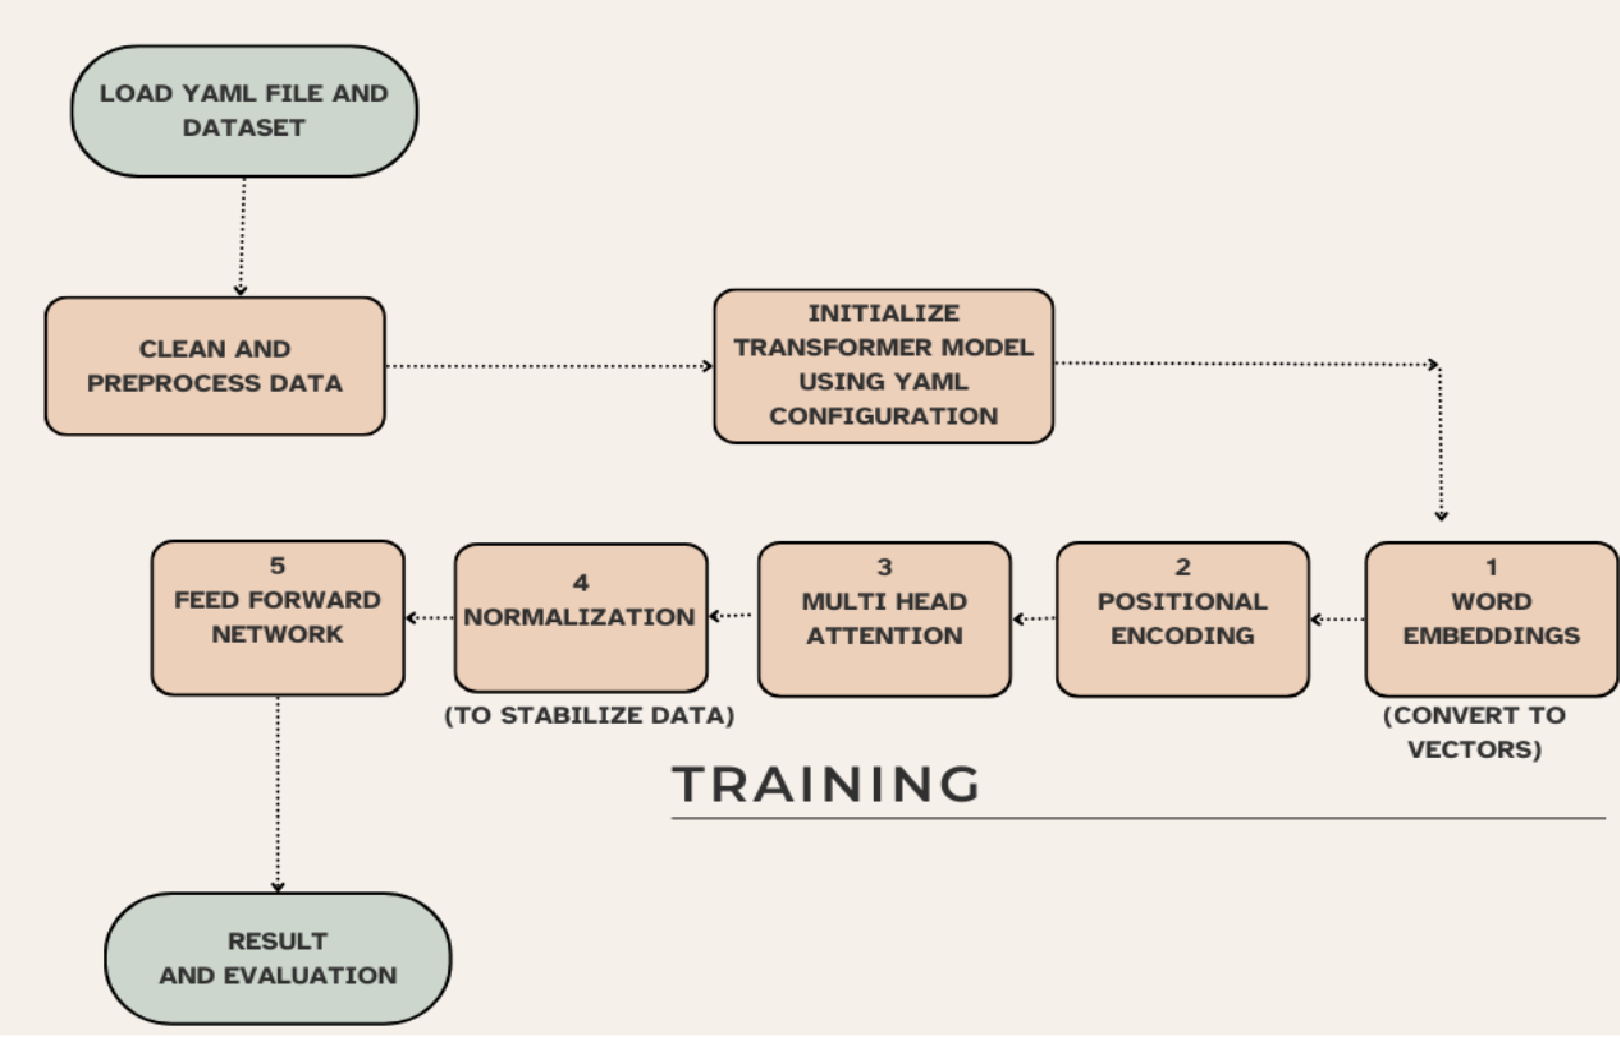 LOAD YAML FILE AND
DATASET
CLEAN AND
PREPROCESS DATA
INITIALIZE
TRANSFORMER MODEL
USING YAML
CONFIGURATION
1
WORD
EMBEDDINGS
(CONVERT TO
VECTORS)
2
POSITIONAL
ENCODING
3
MULTI HEAD
ATTENTION
4
NORMALIZATION
(TO STABILIZE DATA)
5
FEED FORWARD
NETWORK
TRAINING
RESULT
AND EVALUATION